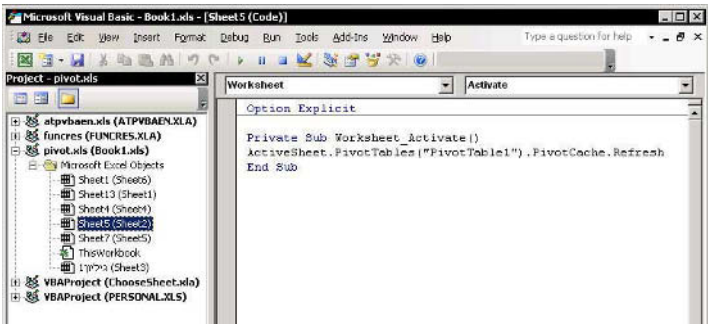 Microsoft Visual Basic - Book1.xls - [Sheet5 (Code)]
File Edit View Insert Format Debug Run Tools Add-Ins Window Help Type a question for help
Project - pivot.xls
Worksheet Activate
atpvbaen.xls (ATPVBAEN.XLA)
funcres (FUNCRES.XLA)
pivot.xls (Book1.xls)
Microsoft Excel Objects
Sheet1 (Sheet6)
Sheet13 (Sheet1)
Sheet4 (Sheet4)
Sheet5 (Sheet2)
Sheet7 (Sheet5)
ThisWorkbook
גיליון1 (Sheet3)
VBAProject (ChooseSheet.xla)
VBAProject (PERSONAL.XLS)
Option Explicit
Private Sub Worksheet_Activate()
ActiveSheet.PivotTables("PivotTable1").PivotCache.Refresh
End Sub